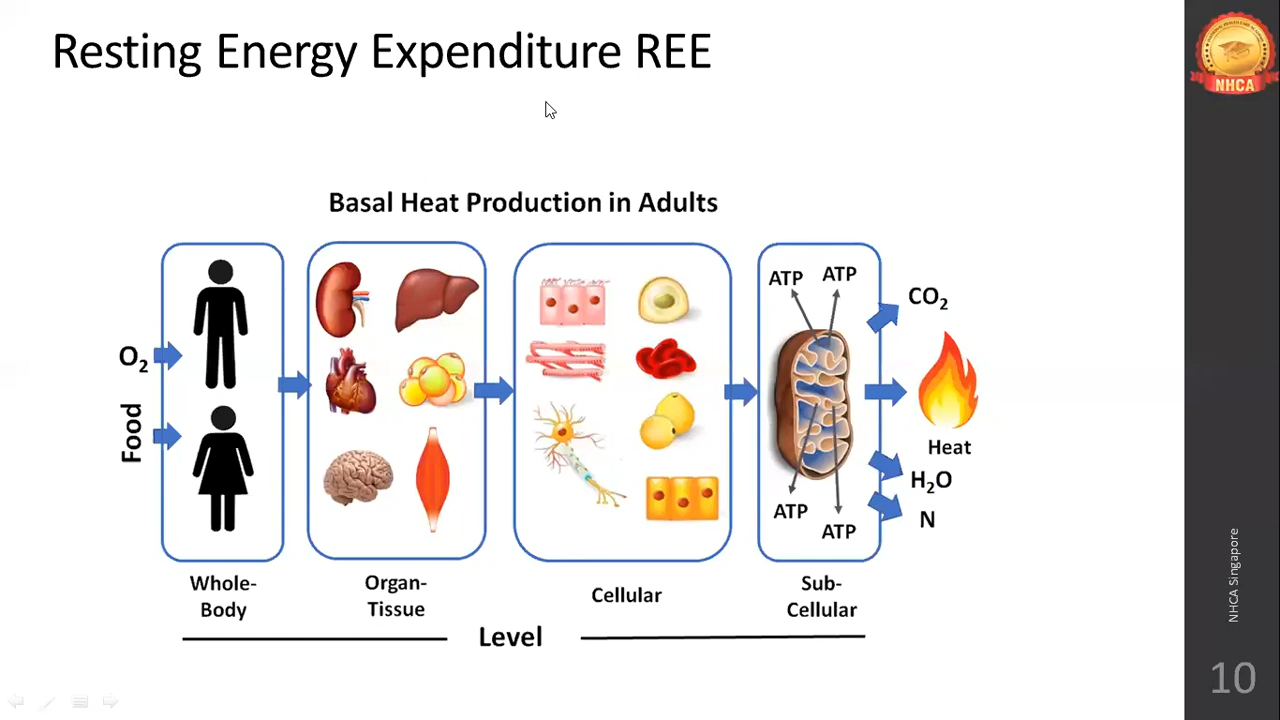 Resting Energy Expenditure REE
NHCA
Basal Heat Production in Adults
O₂
Food
ATP ATP
ATP
ATP
CO₂
Heat
H₂O
N
Whole-
Body
Organ-
Tissue
Cellular
Sub-
Cellular
Level
NHCA Singapore
10